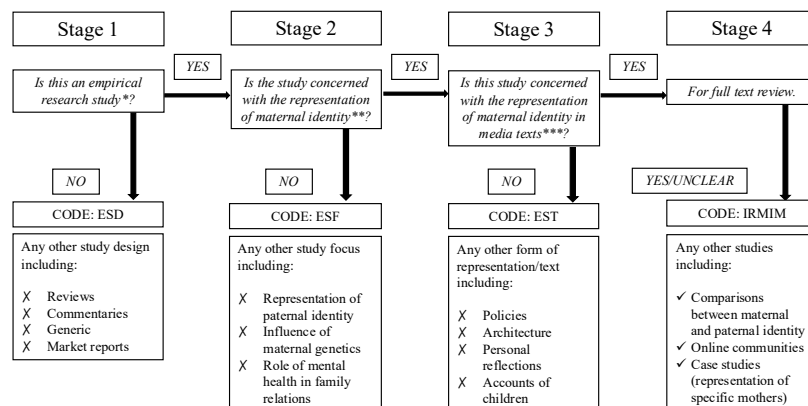 Stage 1
Stage 2
Stage 3
Stage 4
YES
YES
YES
Is this an empirical
research study*?
Is the study concerned
with the representation
of maternal identity**?
Is this study concerned
with the representation
of maternal identity in
media texts***?
For full text review.
NO
NO
NO
YES/UNCLEAR
CODE: ESD
CODE: ESF
CODE: EST
CODE: IRMIM
Any other study design
including:
✗ Reviews
✗ Commentaries
✗ Generic
✗ Market reports
Any other study focus
including:
✗ Representation of
paternal identity
✗ Influence of
maternal genetics
✗ Role of mental
health in family
relations
Any other form of
representation/text
including:
✗ Policies
✗ Architecture
✗ Personal
reflections
✗ Accounts of
children
Any other studies
including:
✓ Comparisons
between maternal
and paternal identity
✓ Online communities
✓ Case studies
(representation of
specific mothers)